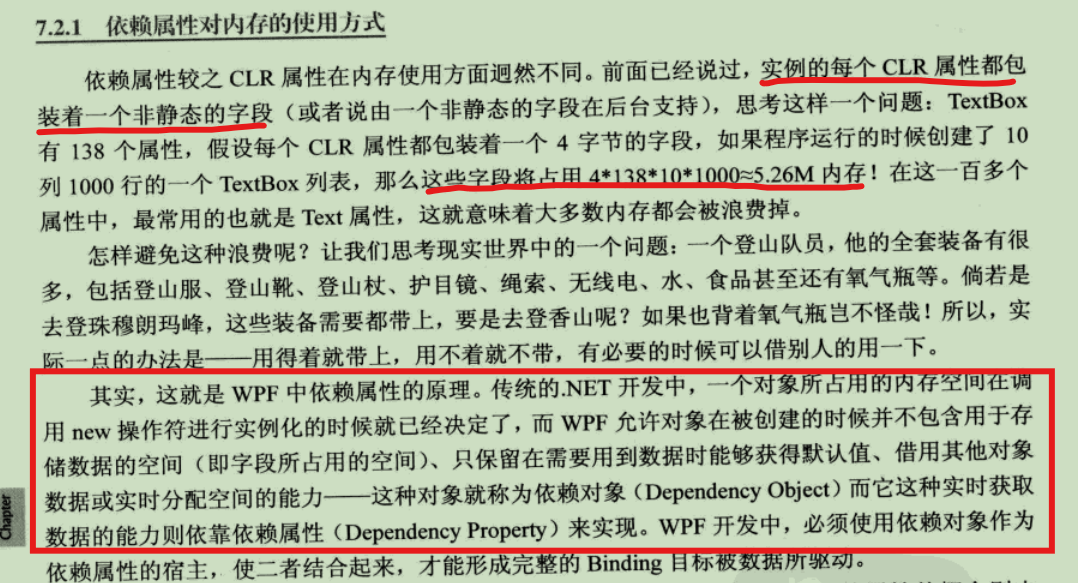 7.2.1 依赖属性对内存的使用方式
依赖属性较之 CLR 属性在内存使用方面迥然不同。前面已经说过，实例的每个 CLR 属性都包
装着一个非静态的字段（或者说由一个非静态的字段在后台支持），思考这样一个问题：TextBox
有 138 个属性，假设每个 CLR 属性都包装着一个 4 字节的字段，如果程序运行的时候创建了 10
列 1000 行的一个 TextBox 列表，那么这些字段将占用 4*138*10*1000≈5.26M 内存！在这一百多个
属性中，最常用的也就是 Text 属性，这就意味着大多数内存都会被浪费掉。
怎样避免这种浪费呢？让我们思考现实世界中的一个问题：一个登山队员，他的全套装备有很
多，包括登山服、登山靴、登山杖、护目镜、绳索、无线电、水、食品甚至还有氧气瓶等。倘若是
去登珠穆朗玛峰，这些装备需要都带上，要是去登香山呢？如果也背着氧气瓶岂不怪哉！所以，实
际一点的办法是——用得着就带上，用不着就不带，有必要的时候可以借别人的用一下。
其实，这就是 WPF 中依赖属性的原理。传统的.NET 开发中，一个对象所占用的内存空间在调
用 new 操作符进行实例化的时候就已经决定了，而 WPF 允许对象在被创建的时候并不包含用于存
储数据的空间（即字段所占用的空间）、只保留在需要用到数据时能够获得默认值、借用其他对象
数据或实时分配空间的能力——这种对象就称为依赖对象（Dependency Object）而它这种实时获取
数据的能力则依靠依赖属性（Dependency Property）来实现。WPF 开发中，必须使用依赖对象作为
依赖属性的宿主，使二者结合起来，才能形成完整的 Binding 目标被数据所驱动。
Chapter